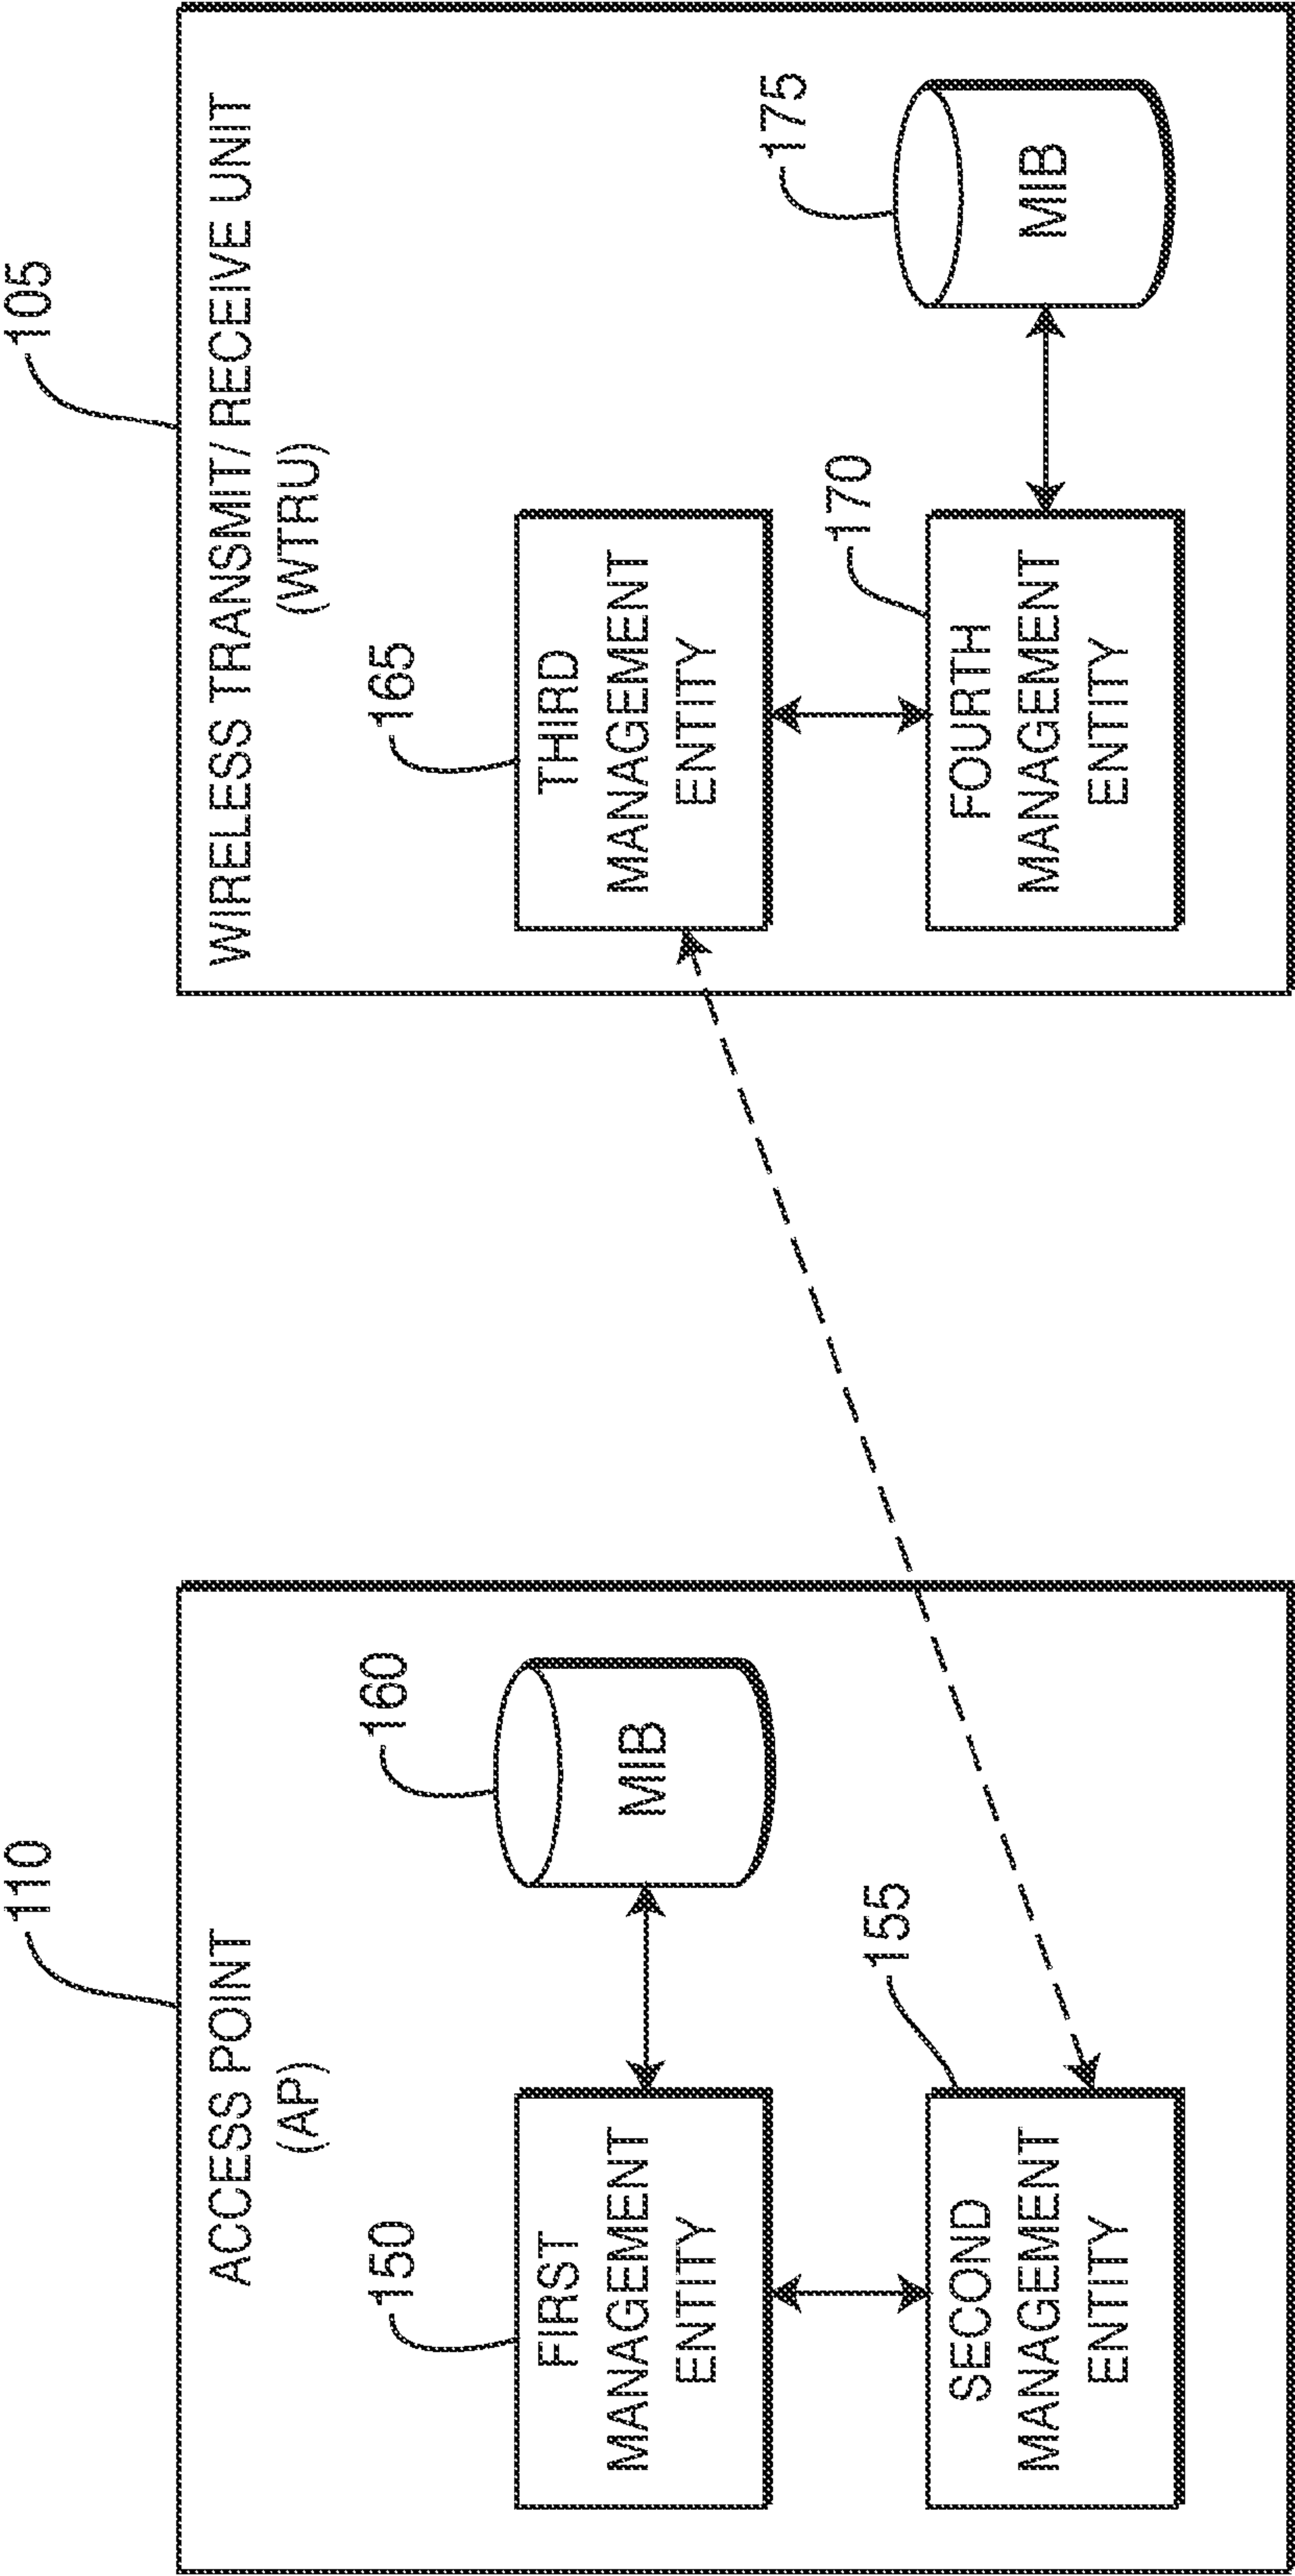 110
ACCESS POINT
(AP)
150
FIRST
MANAGEMENT
ENTITY
160
MIB
155
SECOND
MANAGEMENT
ENTITY
105
WIRELESS TRANSMIT/ RECEIVE UNIT
(WTRU)
165
THIRD
MANAGEMENT
ENTITY
170
FOURTH
MANAGEMENT
ENTITY
175
MIB